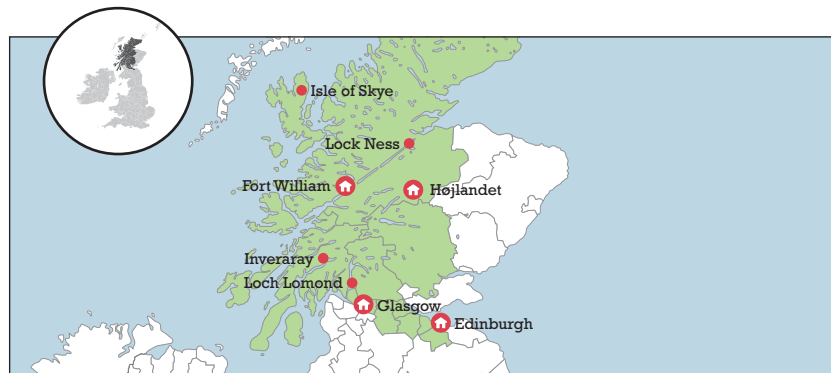 Isle of Skye
Lock Ness
Fort William
Højlandet
Inveraray
Loch Lomond
Glasgow
Edinburgh